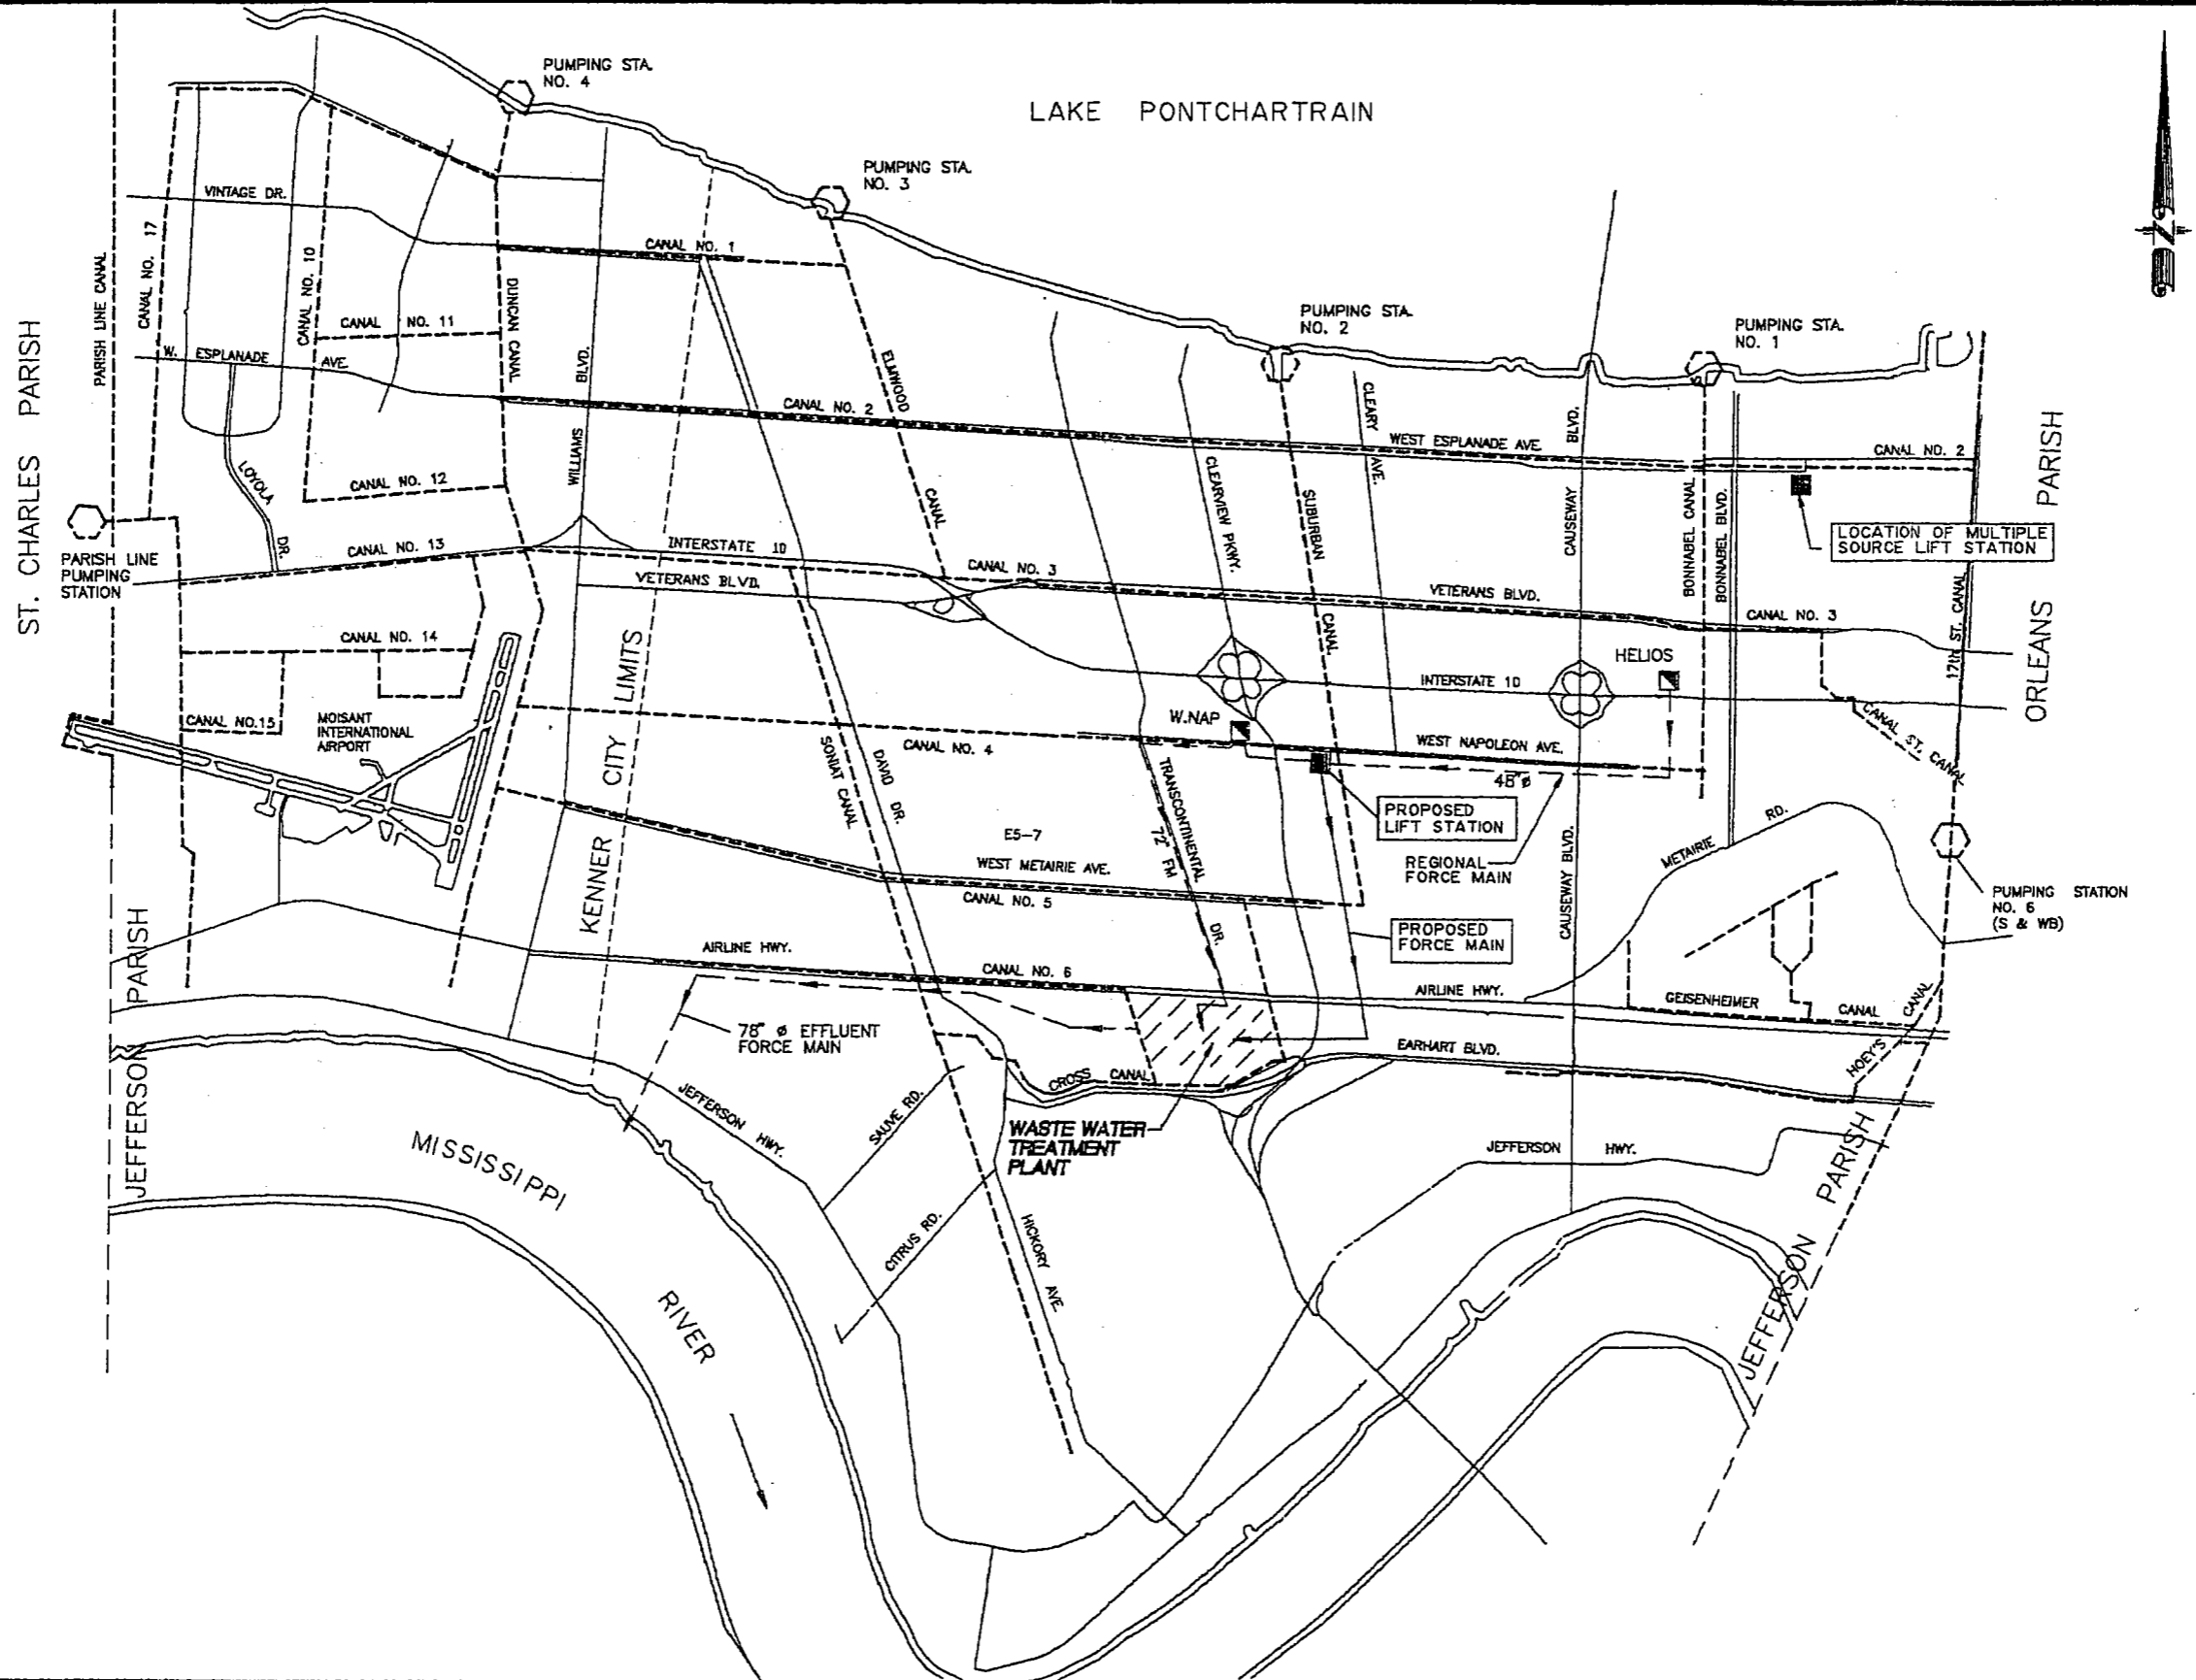 PUMPING STA.
NO. 4
LAKE PONTCHARTRAIN
PUMPING STA.
NO. 3
VINTAGE DR.
CANAL NO. 17
CANAL NO. 10
PARISH LINE CANAL
CANAL NO. 1
DUNCAN CANAL
CANAL NO. 11
PUMPING STA.
NO. 2
PUMPING STA.
NO. 1
ST. CHARLES PARISH
W. ESPLANADE AVE.
BLVD.
WILLIAMS
ELMWOOD
CANAL
CANAL NO. 2
CLEARY
AVE.
WEST ESPLANADE AVE.
BLVD.
CAUSEWAY
CANAL NO. 2
ORLEANS PARISH
LOYOLA
DR.
CANAL NO. 12
CLEARVIEW PKWY.
SUBURBAN
CANAL
BONNABEL CANAL
BONNABEL BLVD.
LOCATION OF MULTIPLE
SOURCE LIFT STATION
PARISH LINE
PUMPING
STATION
CANAL NO. 13
INTERSTATE 10
CANAL NO. 3
VETERANS BLVD.
VETERANS BLVD.
CANAL NO. 3
17th ST. CANAL
CANAL NO. 14
KENNER CITY LIMITS
HELIOS
INTERSTATE 10
CANAL NO.15
MOISANT
INTERNATIONAL
AIRPORT
W.NAP
CANAL NO. 4
SONIAT CANAL
DAVID DR.
WEST NAPOLEON AVE.
CANAL ST. CANAL
TRANSCONTINENTAL
DR.
72" FM
48"ø
PROPOSED
LIFT STATION
REGIONAL
FORCE MAIN
CAUSEWAY BLVD.
METAIRIE RD.
E5-7
WEST METAIRIE AVE.
CANAL NO. 5
PUMPING STATION
NO. 6
(S & WB)
PROPOSED
FORCE MAIN
AIRLINE HWY.
CANAL NO. 6
AIRLINE HWY.
GEISENHEIMER CANAL
HOEY'S CANAL
JEFFERSON PARISH
78" ø EFFLUENT
FORCE MAIN
EARHART BLVD.
CROSS CANAL
JEFFERSON HWY.
SAUVE RD.
WASTE WATER
TREATMENT
PLANT
JEFFERSON HWY.
MISSISSIPPI
RIVER
CITRUS RD.
HICKORY AVE.
JEFFERSON PARISH